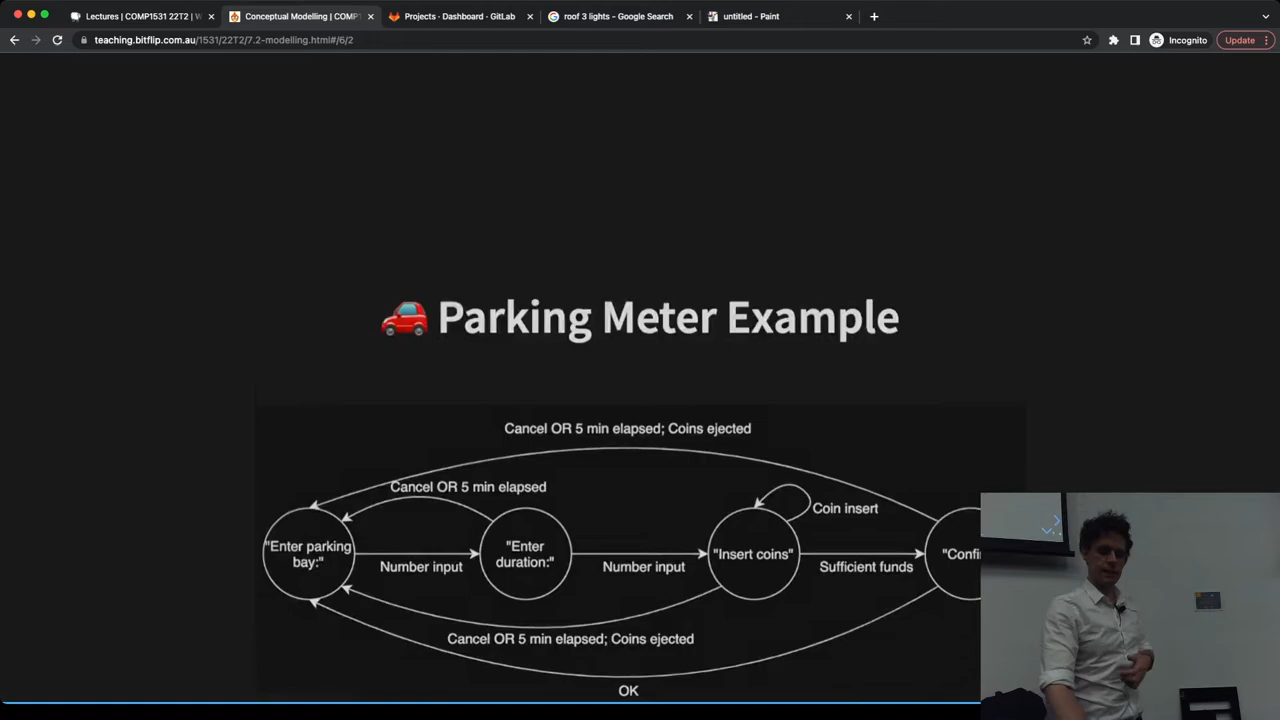 Lectures | COMP1531 22T2 | W
Conceptual Modelling | COMP1
Projects · Dashboard · GitLab
roof 3 lights - Google Search
untitled - Paint
teaching.bitflip.com.au/1531/22T2/7.2-modelling.html#/6/2
Incognito
Update
🚗 Parking Meter Example
Cancel OR 5 min elapsed; Coins ejected
Cancel OR 5 min elapsed
Coin insert
"Enter parking
bay:"
Number input
"Enter
duration:"
Number input
"Insert coins"
Sufficient funds
"Confi
Cancel OR 5 min elapsed; Coins ejected
OK